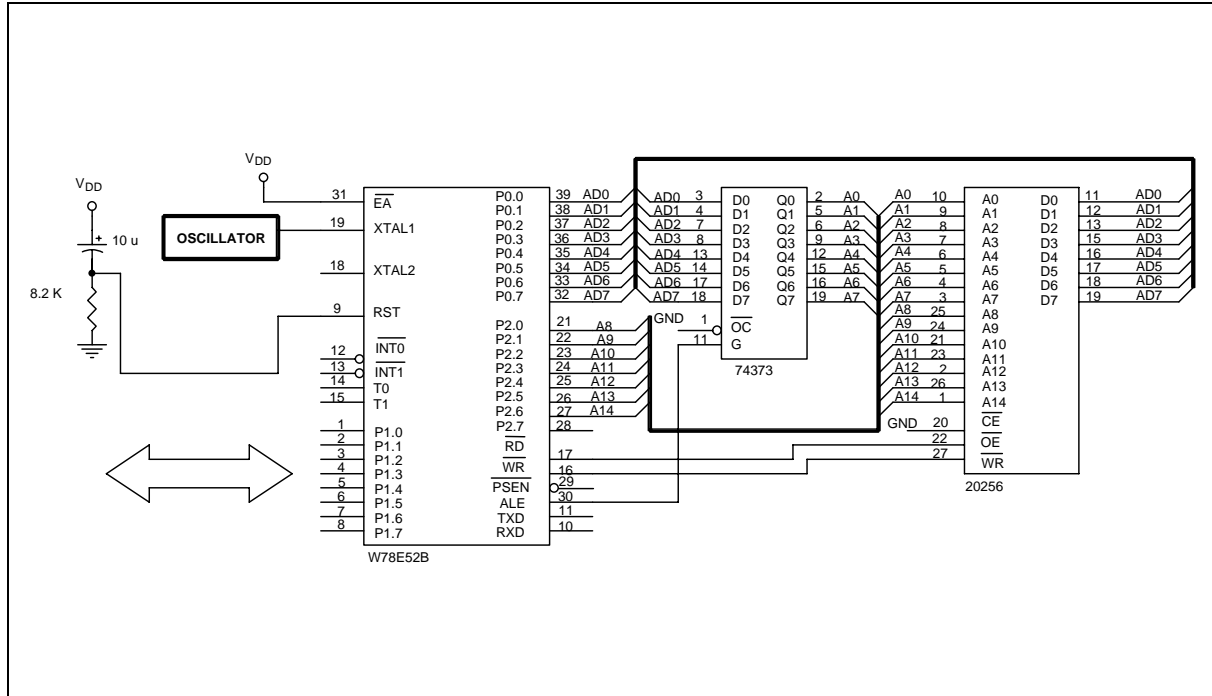 VDD
10 u
8.2 K
VDD
OSCILLATOR
31 EA
19 XTAL1
18 XTAL2
9 RST
12 INT0
13 INT1
14 T0
15 T1
1 P1.0
2 P1.1
3 P1.2
4 P1.3
5 P1.4
6 P1.5
7 P1.6
8 P1.7
P0.0 39 AD0
P0.1 38 AD1
P0.2 37 AD2
P0.3 36 AD3
P0.4 35 AD4
P0.5 34 AD5
P0.6 33 AD6
P0.7 32 AD7
P2.0 21 A8
P2.1 22 A9
P2.2 23 A10
P2.3 24 A11
P2.4 25 A12
P2.5 26 A13
P2.6 27 A14
P2.7 28
RD 17
WR 16
PSEN 29
ALE 30
TXD 11
RXD 10
W78E52B
AD0 3 D0 Q0 2 A0
AD1 4 D1 Q1 5 A1
AD2 7 D2 Q2 6 A2
AD3 8 D3 Q3 9 A3
AD4 13 D4 Q4 12 A4
AD5 14 D5 Q5 15 A5
AD6 17 D6 Q6 16 A6
AD7 18 D7 Q7 19 A7
GND 1 OC
11 G
74373
A0 10 A0 D0 11 AD0
A1 9 A1 D1 12 AD1
A2 8 A2 D2 13 AD2
A3 7 A3 D3 15 AD3
A4 6 A4 D4 16 AD4
A5 5 A5 D5 17 AD5
A6 4 A6 D6 18 AD6
A7 3 A7 D7 19 AD7
A8 25 A8
A9 24 A9
A10 21 A10
A11 23 A11
A12 2 A12
A13 26 A13
A14 1 A14
GND 20 CE
22 OE
27 WR
20256